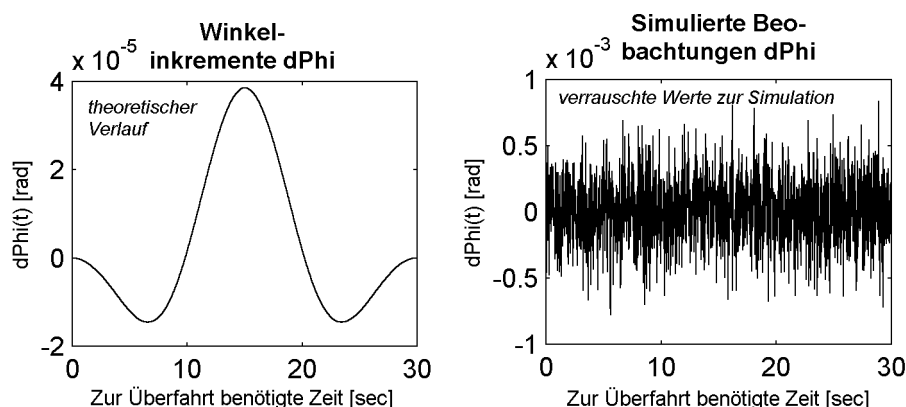 Winkel-
inkremente dPhi
x 10-5
4
2
0
-2
theoretischer
Verlauf
dPhi(t) [rad]
0
10
20
30
Zur Überfahrt benötigte Zeit [sec]
Simulierte Beo-
bachtungen dPhi
x 10-3
1
0.5
0
-0.5
-1
verrauschte Werte zur Simulation
dPhi(t) [rad]
0
10
20
30
Zur Überfahrt benötigte Zeit [sec]